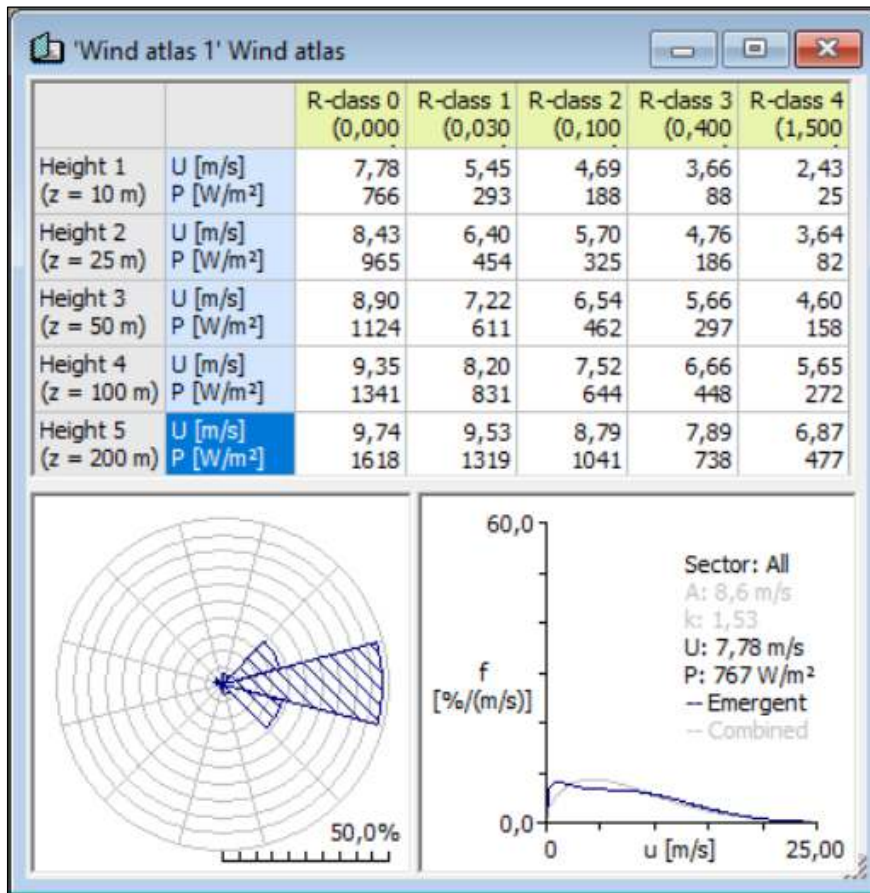 'Wind atlas 1' Wind atlas
R-class 0 R-class 1 R-class 2 R-class 3 R-class 4
(0,000 (0,030 (0,100 (0,400 (1,500
Height 1 U [m/s] 7,78 5,45 4,69 3,66 2,43
(z = 10 m) P [W/m²] 766 293 188 88 25
Height 2 U [m/s] 8,43 6,40 5,70 4,76 3,64
(z = 25 m) P [W/m²] 965 454 325 186 82
Height 3 U [m/s] 8,90 7,22 6,54 5,66 4,60
(z = 50 m) P [W/m²] 1124 611 462 297 158
Height 4 U [m/s] 9,35 8,20 7,52 6,66 5,65
(z = 100 m) P [W/m²] 1341 831 644 448 272
Height 5 U [m/s] 9,74 9,53 8,79 7,89 6,87
(z = 200 m) P [W/m²] 1618 1319 1041 738 477
50,0%
60,0
Sector: All
A: 8,6 m/s
k: 1,53
U: 7,78 m/s
P: 767 W/m²
-- Emergent
-- Combined
f
[%/(m/s)]
0,0
0 u [m/s] 25,00